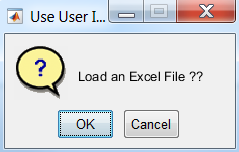 Use User I...
?
Load an Excel File ??
OK
Cancel